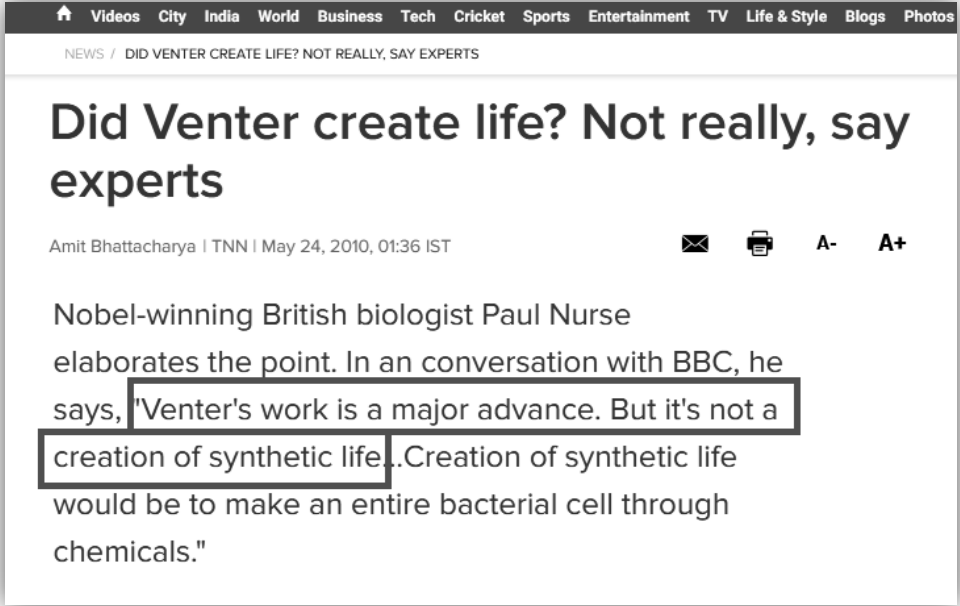 Videos City India World Business Tech Cricket Sports Entertainment TV Life & Style Blogs Photos
NEWS / DID VENTER CREATE LIFE? NOT REALLY, SAY EXPERTS
Did Venter create life? Not really, say
experts
Amit Bhattacharya | TNN | May 24, 2010, 01:36 IST
A- A+
Nobel-winning British biologist Paul Nurse
elaborates the point. In an conversation with BBC, he
says, "Venter's work is a major advance. But it's not a
creation of synthetic life...Creation of synthetic life
would be to make an entire bacterial cell through
chemicals."